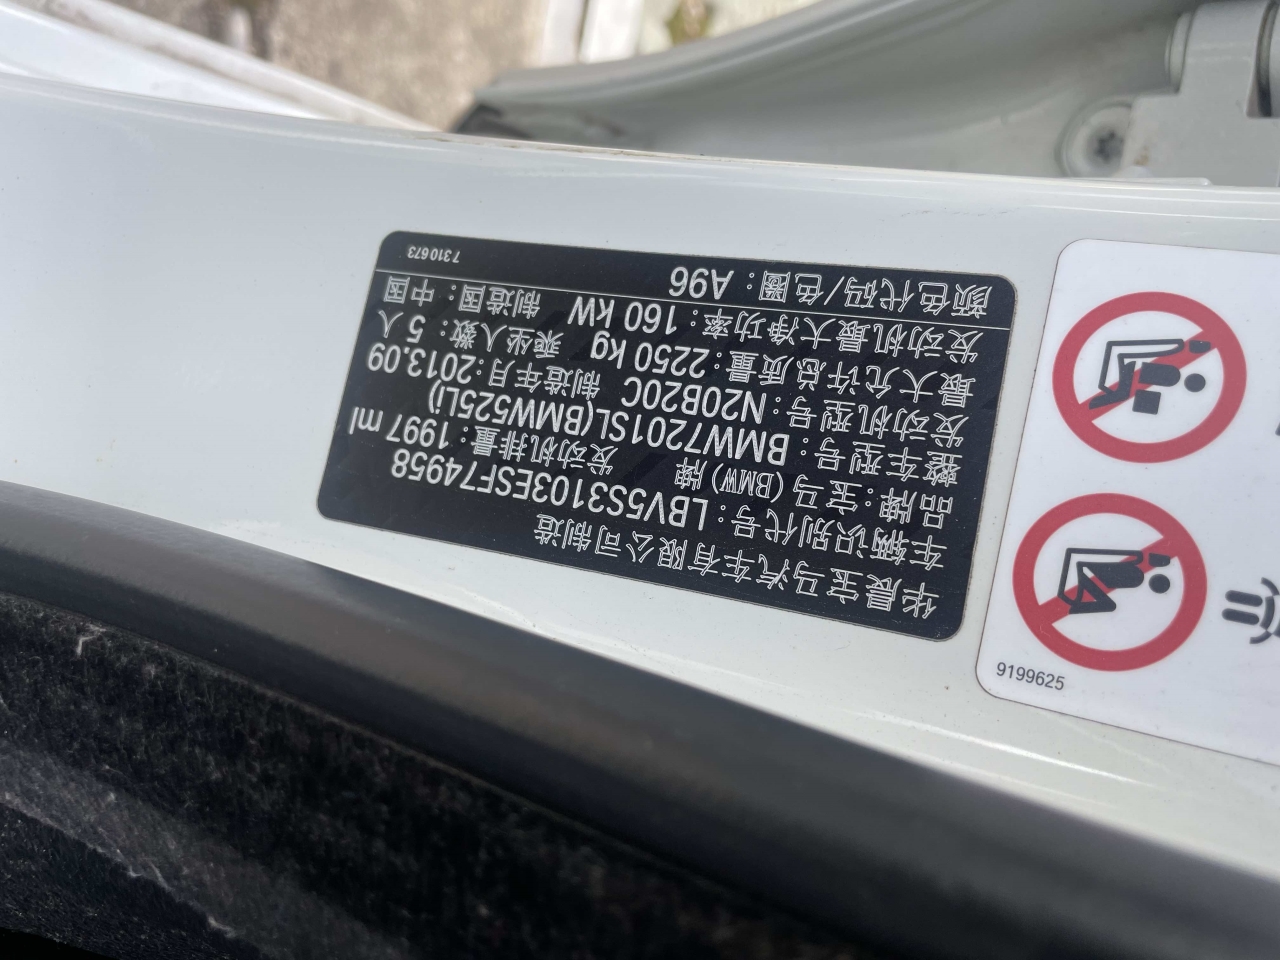 华晨宝马汽车有限公司制造
车辆识别代号：LBV5S3103ESF74958
品牌：宝马(BMW)牌 发动机排量：1997 ml
整车型号：BMW7201SL(BMW525Li)
发动机型号：N20B20C 制造年月：2013.09
最大允许总质量：2250 kg 乘坐人数：5 人
发动机最大净功率：160 kW 制造国：中国
颜色代码/色圈：A96
7310673
9199625